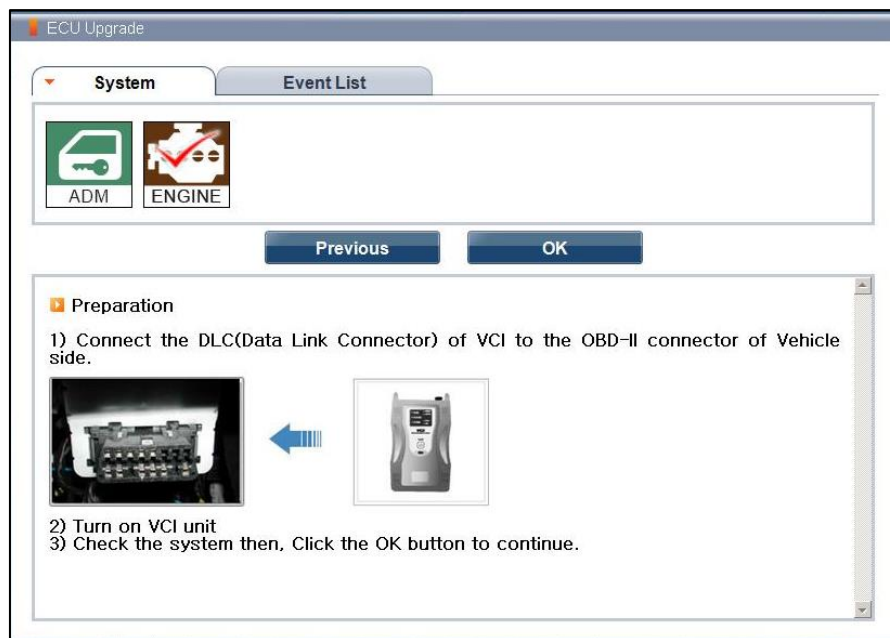 ECU Upgrade
System
Event List
ADM
ENGINE
Previous
OK
Preparation
1) Connect the DLC(Data Link Connector) of VCI to the OBD-II connector of Vehicle
side.
2) Turn on VCI unit
3) Check the system then, Click the OK button to continue.